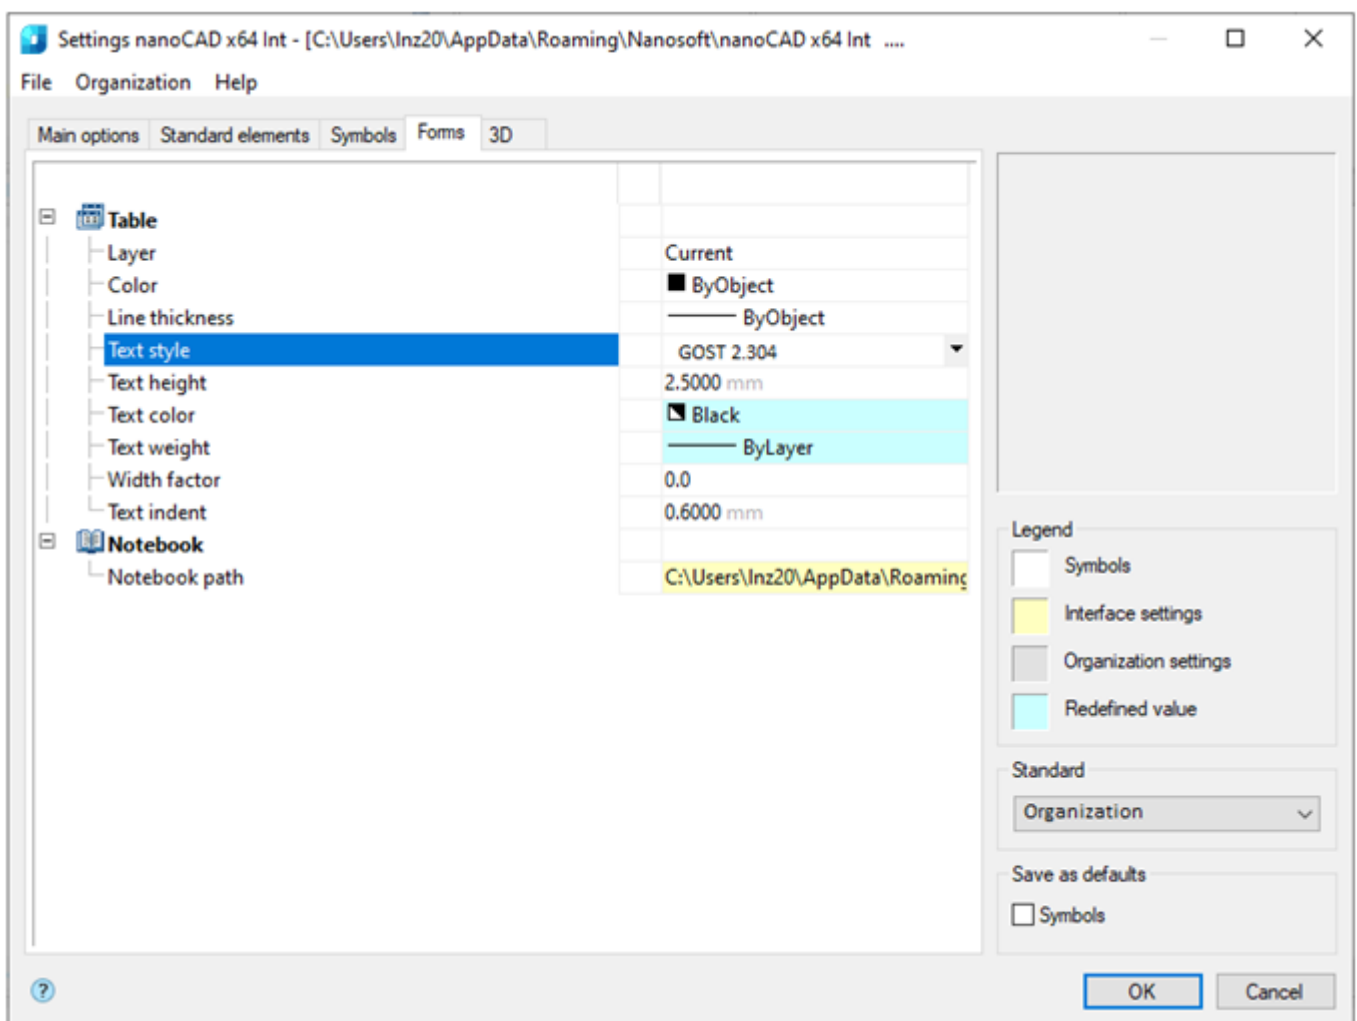 Settings nanoCAD x64 Int - [C:\Users\Inz20\AppData\Roaming\Nanosoft\nanoCAD x64 Int ....
File Organization Help
Main options Standard elements Symbols Forms 3D
Table
Layer Current
Color ByObject
Line thickness ByObject
Text style GOST 2.304
Text height 2.5000 mm
Text color Black
Text weight ByLayer
Width factor 0.0
Text indent 0.6000 mm
Notebook
Notebook path C:\Users\Inz20\AppData\Roaming
Legend
Symbols
Interface settings
Organization settings
Redefined value
Standard
Organization
Save as defaults
Symbols
? OK Cancel